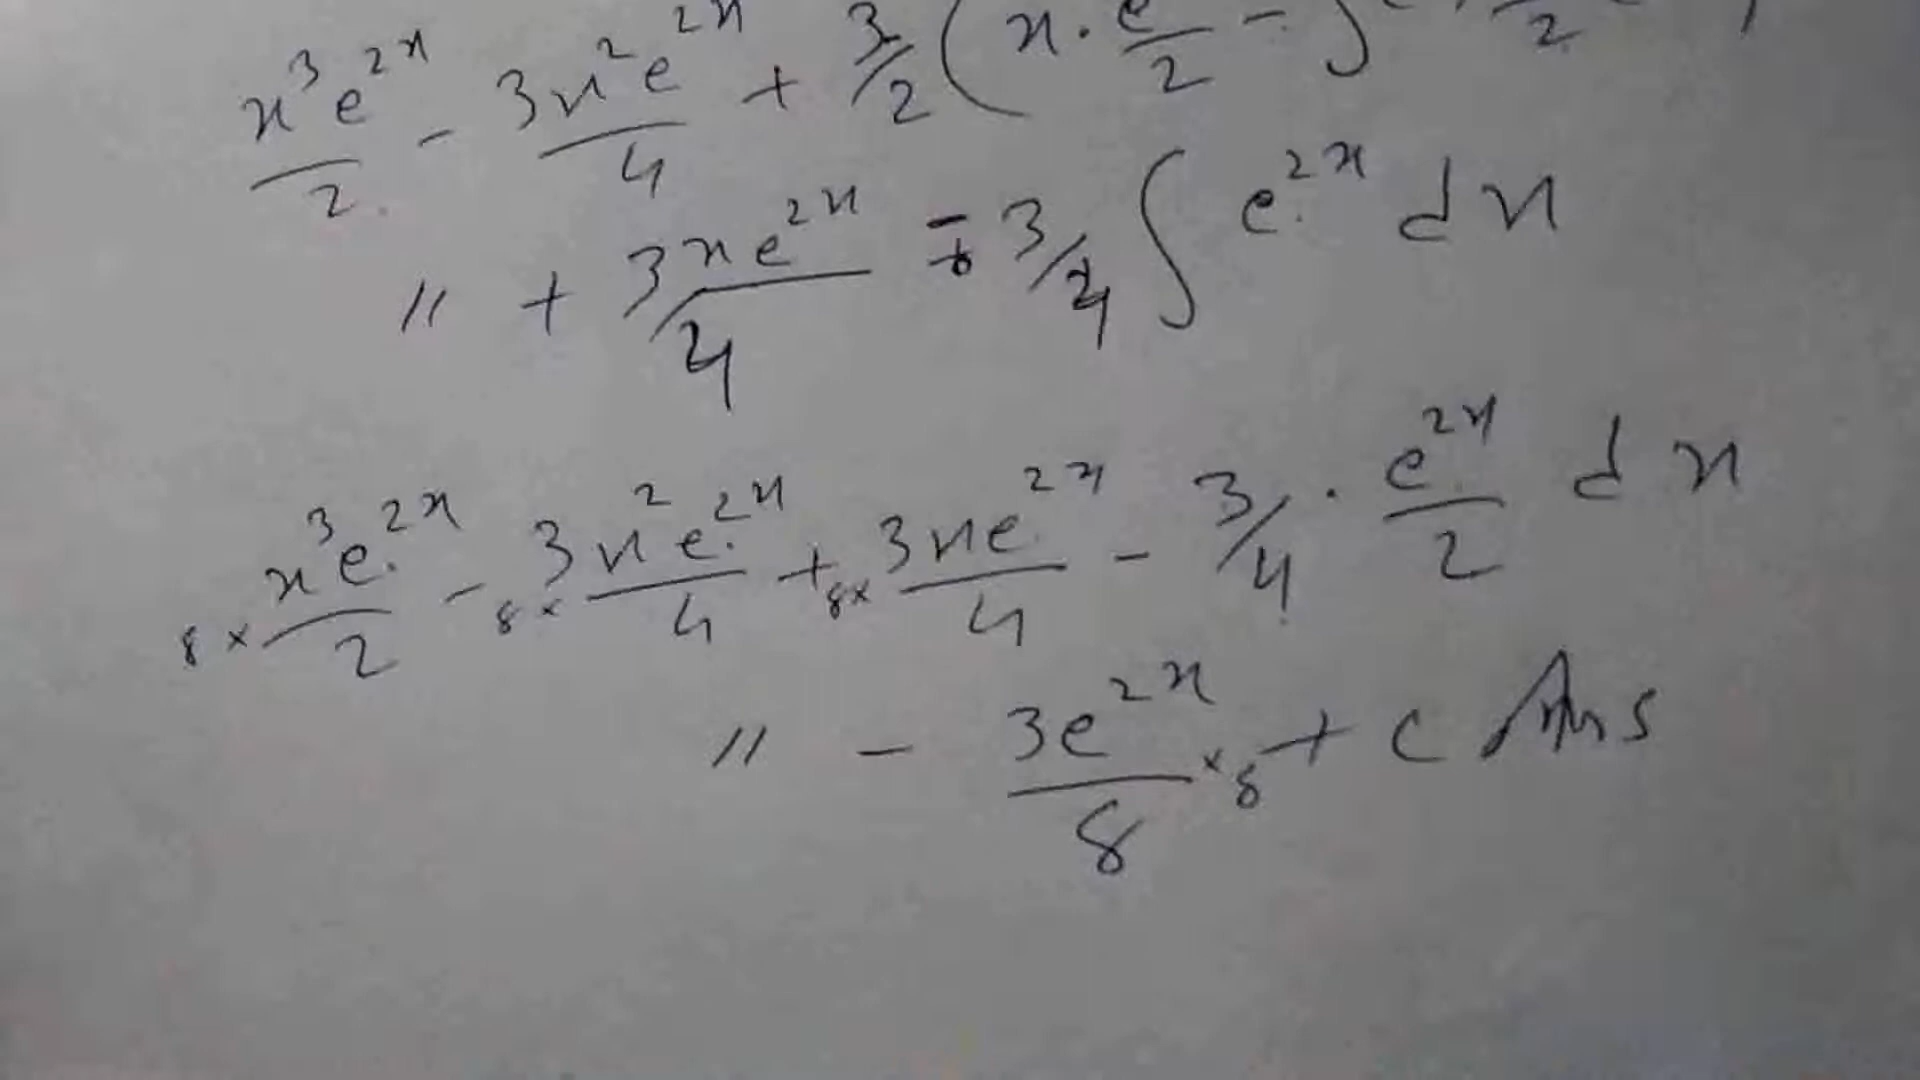 x³e²ˣ/2 - 3x²e²ˣ/4 + 3/2 (x · e/2 - ∫
〃 + 3xe²ˣ/4 - 3/4 ∫ e²ˣ dx
8 × x³e²ˣ/2 - 8 × 3x²e²ˣ/4 + 8 × 3xe²ˣ/4 - 3/4 · e²ˣ/2 dx
〃 - 3e²ˣ/8 × 8 + c Ans